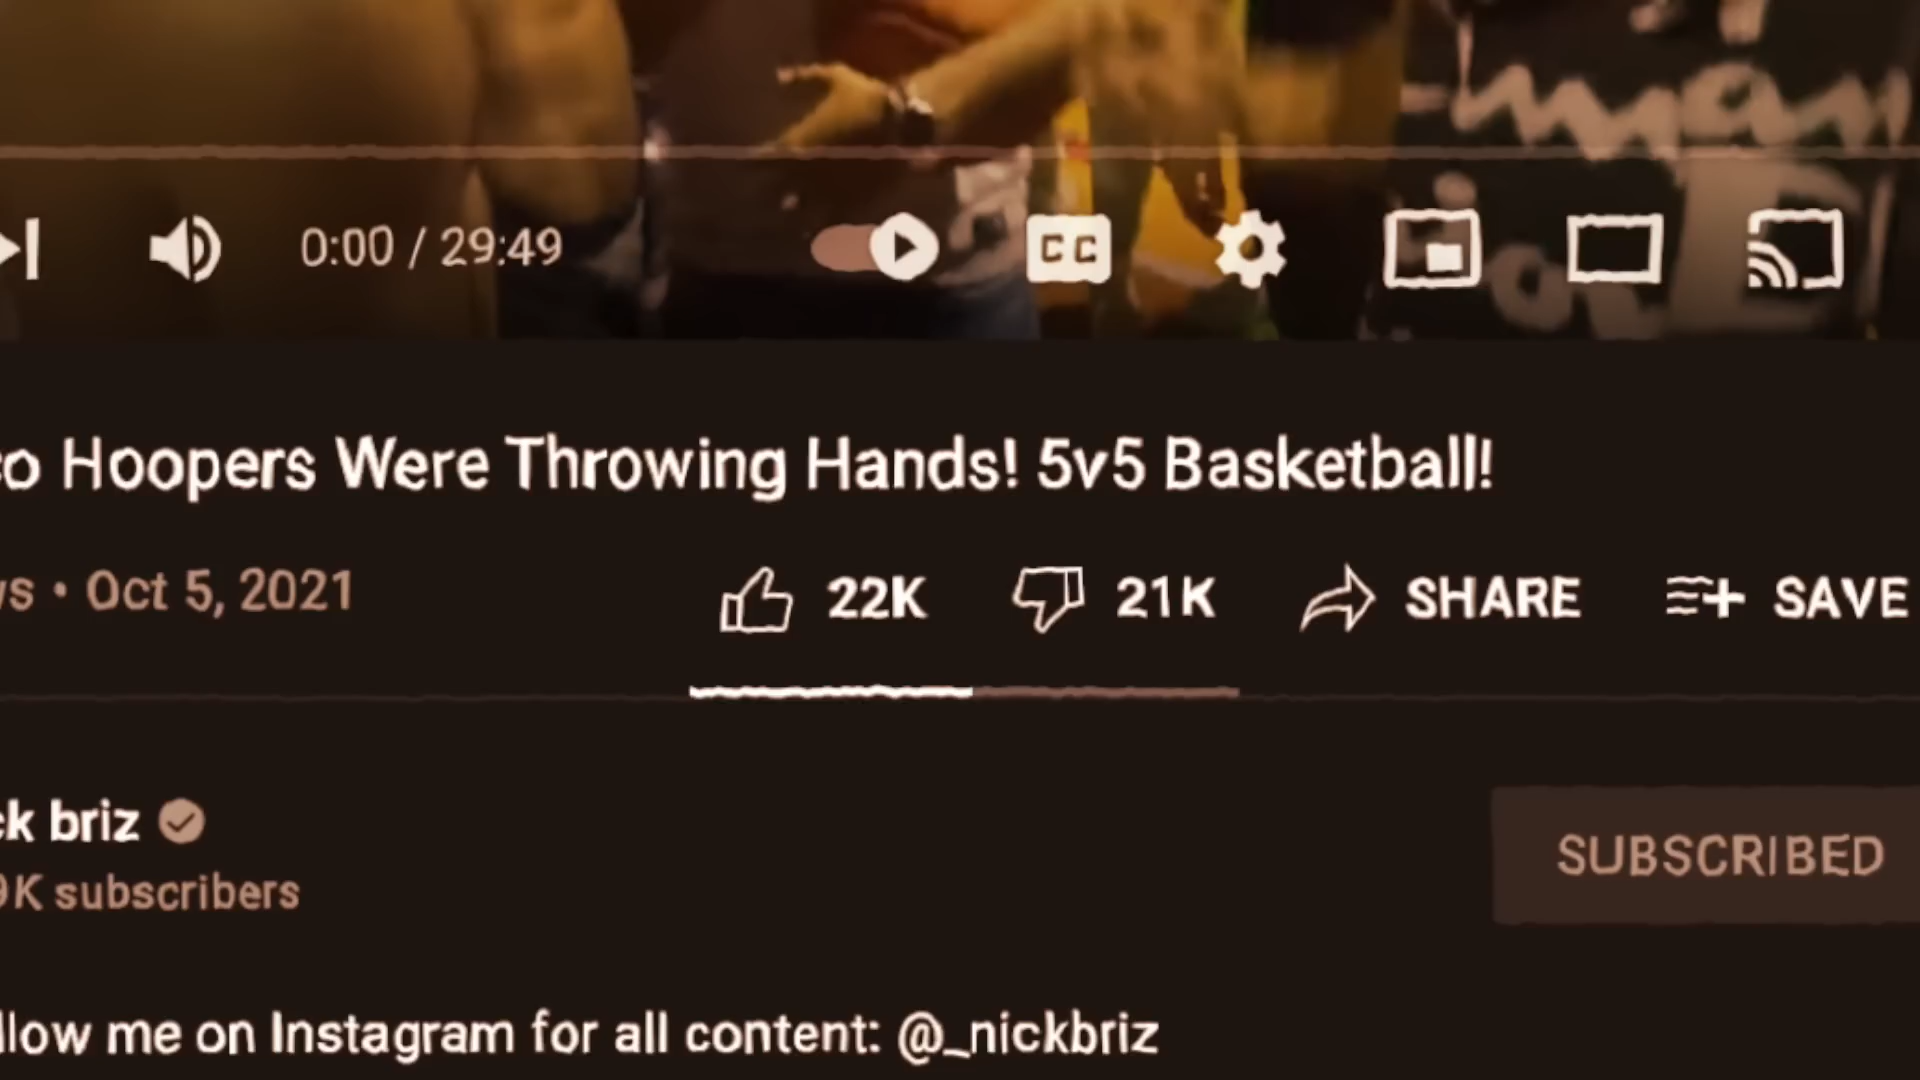 0:00 / 29:49
CC
Hoopers Were Throwing Hands! 5v5 Basketball!
• Oct 5, 2021
22K 21K SHARE SAVE
briz
SUBSCRIBED
subscribers
me on Instagram for all content: @_nickbriz